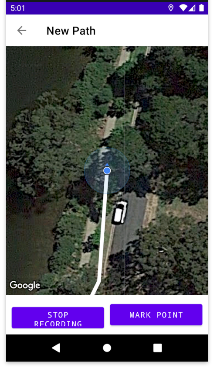 5:01
New Path
Google
STOP
RECORDING
MARK POINT